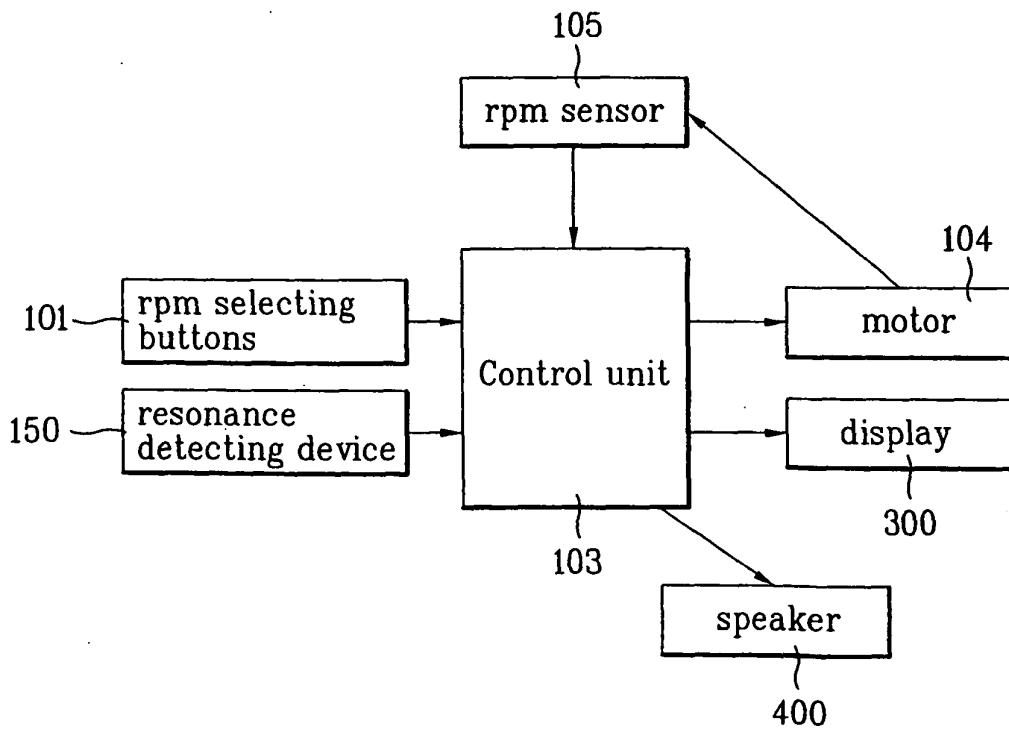 105
rpm sensor
104
101
rpm selecting
buttons
motor
Control unit
150
resonance
detecting device
display
300
103
speaker
400